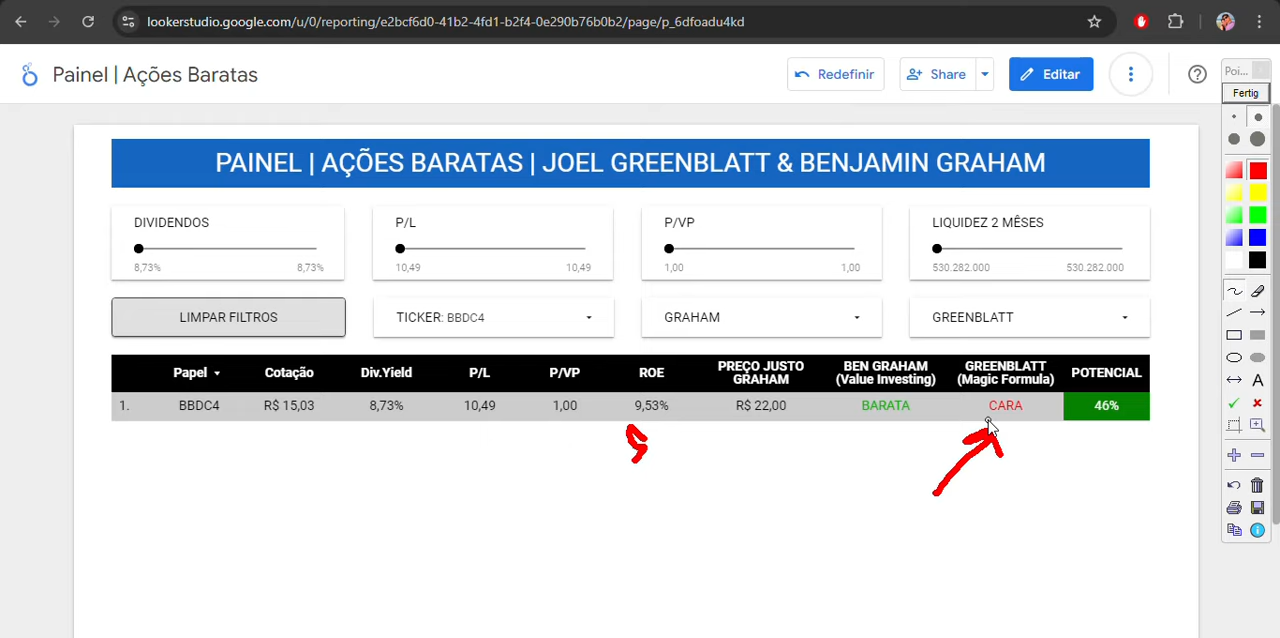 lookerstudio.google.com/u/0/reporting/e2bcf6d0-41b2-4fd1-b2f4-0e290b76b0b2/page/p_6dfoadu4kd
Painel | Ações Baratas
Redefinir
Share
Editar
Poi...
Fertig
PAINEL | AÇÕES BARATAS | JOEL GREENBLATT & BENJAMIN GRAHAM
DIVIDENDOS
8,73% 8,73%
P/L
10,49 10,49
P/VP
1,00 1,00
LIQUIDEZ 2 MÊSES
530.282.000 530.282.000
LIMPAR FILTROS
TICKER: BBDC4
GRAHAM
GREENBLATT
Papel Cotação Div.Yield P/L P/VP ROE PREÇO JUSTO GRAHAM BEN GRAHAM (Value Investing) GREENBLATT (Magic Formula) POTENCIAL
1. BBDC4 R$ 15,03 8,73% 10,49 1,00 9,53% R$ 22,00 BARATA CARA 46%
A